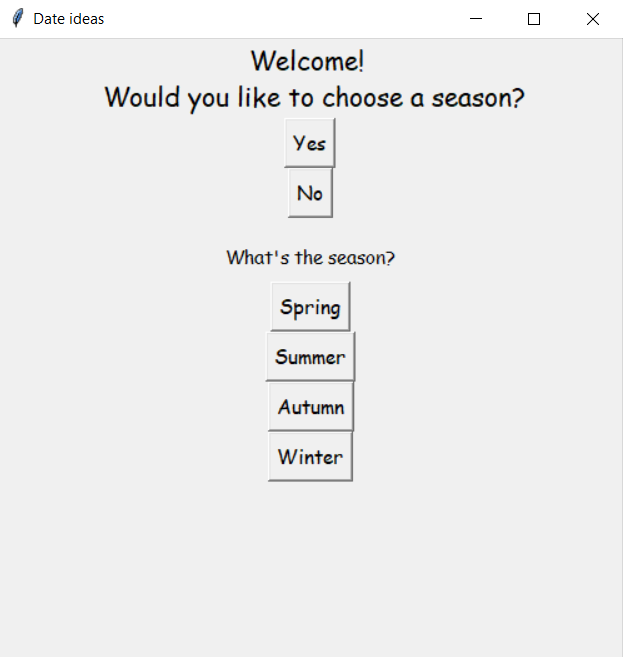 Date ideas
Welcome!
Would you like to choose a season?
Yes
No
What's the season?
Spring
Summer
Autumn
Winter